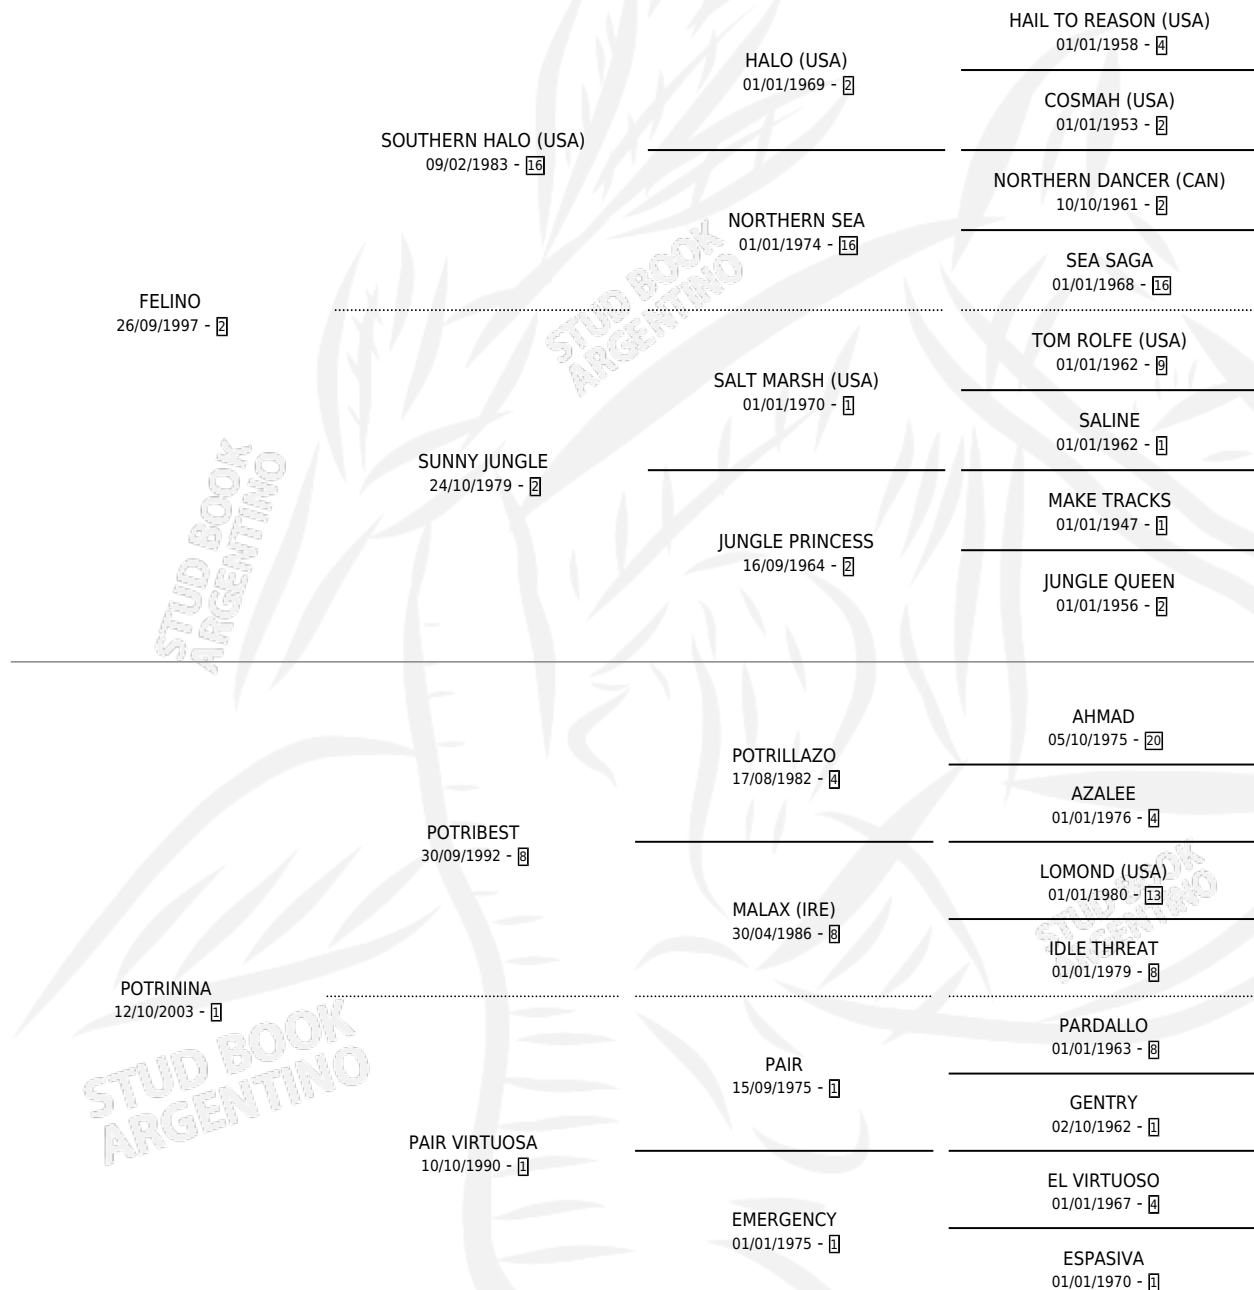 HAIL TO REASON (USA)
01/01/1958 - 4
HALO (USA)
01/01/1969 - 2
COSMAH (USA)
01/01/1953 - 2
SOUTHERN HALO (USA)
09/02/1983 - 16
NORTHERN DANCER (CAN)
10/10/1961 - 2
NORTHERN SEA
01/01/1974 - 16
SEA SAGA
01/01/1968 - 16
FELINO
26/09/1997 - 2
STUD BOOK
ARGENTINO
TOM ROLFE (USA)
01/01/1962 - 9
SALT MARSH (USA)
01/01/1970 - 1
SALINE
01/01/1962 - 1
SUNNY JUNGLE
24/10/1979 - 2
MAKE TRACKS
01/01/1947 - 1
JUNGLE PRINCESS
16/09/1964 - 2
JUNGLE QUEEN
01/01/1956 - 2
STUD BOOK
ARGENTINO
AHMAD
05/10/1975 - 20
POTRILLAZO
17/08/1982 - 4
AZALEE
01/01/1976 - 4
POTRIBEST
30/09/1992 - 8
LOMOND (USA)
01/01/1980 - 13
STUD BOOK
ARGENTINO
MALAX (IRE)
30/04/1986 - 8
IDLE THREAT
01/01/1979 - 8
POTRININA
12/10/2003 - 1
STUD BOOK
ARGENTINO
PARDALLO
01/01/1963 - 8
PAIR
15/09/1975 - 1
GENTRY
02/10/1962 - 1
PAIR VIRTUOSA
10/10/1990 - 1
EL VIRTUOSO
01/01/1967 - 4
EMERGENCY
01/01/1975 - 1
ESPASIVA
01/01/1970 - 1